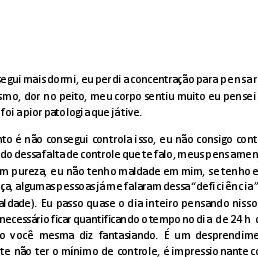 segui mais dormi, eu perdi a concentração para pensar
smo, dor no peito, meu corpo sentiu muito eu pensei
foi a pior patologia que já tive.
nto é não consegui controla isso, eu não consigo cont
do dessa falta de controle que te falo, meus pensamen
m pureza, eu não tenho maldade em mim, se tenho e
ça, algumas pessoas já me falaram dessa “deficiência”
aldade). Eu passo quase o dia inteiro pensando nisso
necessário ficar quantificando o tempo no dia de 24 h
o você mesma diz fantasiando. É um desprendime
te não ter o mínimo de controle, é impressionante co